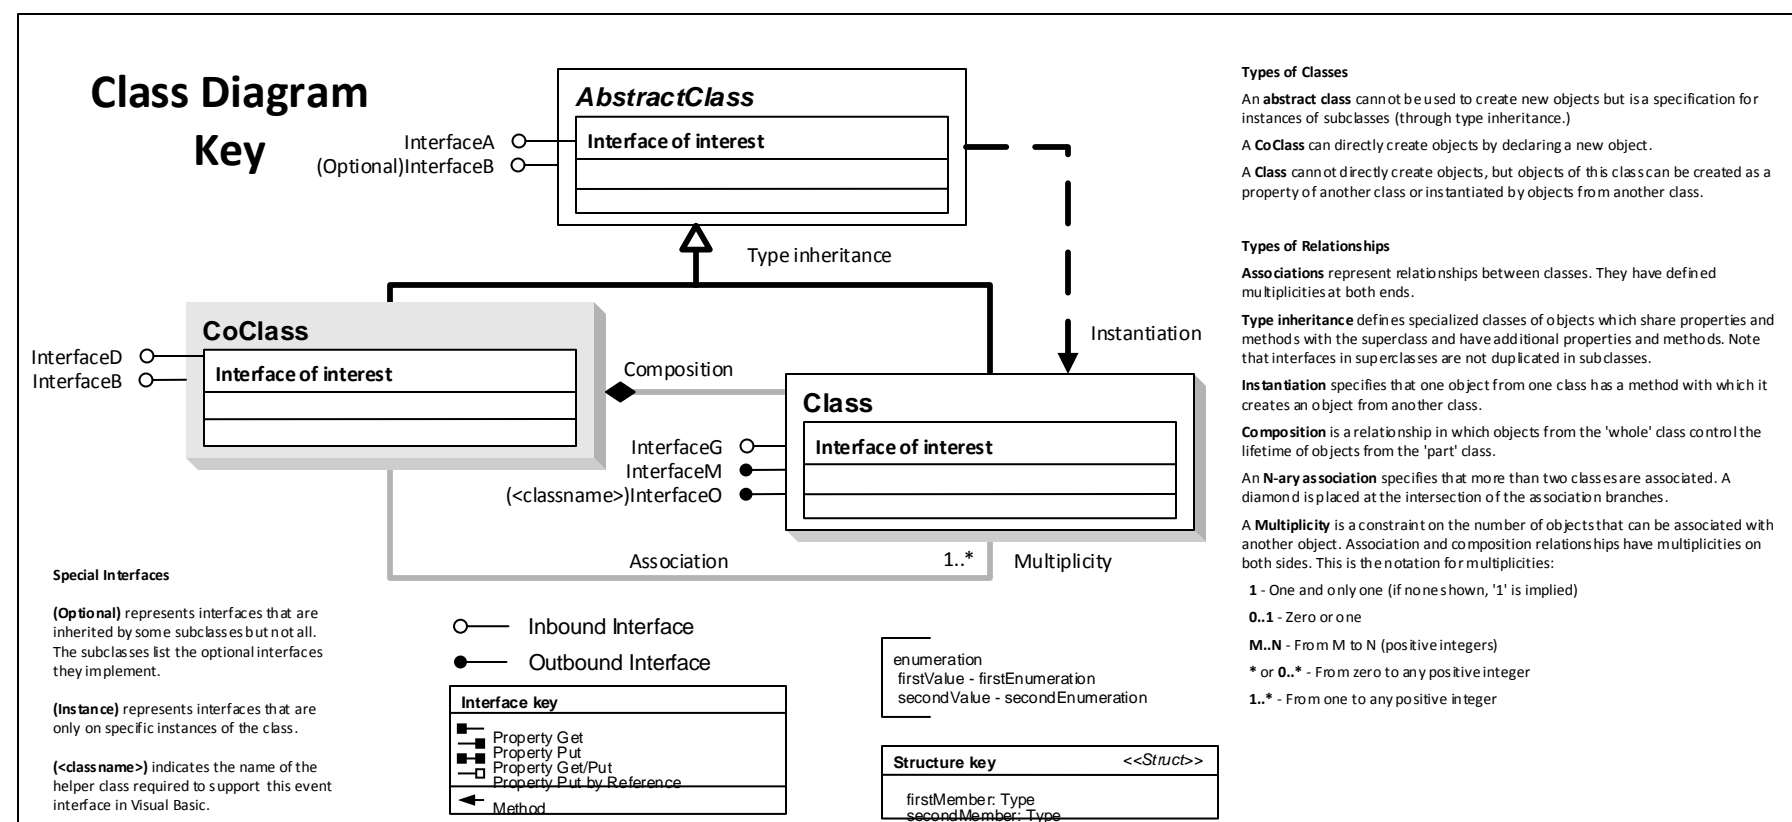 Class Diagram
Key
AbstractClass
Interface of interest
InterfaceA
(Optional)InterfaceB
Type inheritance
Instantiation
CoClass
Interface of interest
InterfaceD
InterfaceB
Composition
Class
Interface of interest
InterfaceG
InterfaceM
(<classname>)InterfaceO
Association
1..*
Multiplicity
Special Interfaces
(Optional) represents interfaces that are
inherited by some subclasses but not all.
The subclasses list the optional interfaces
they implement.
(Instance) represents interfaces that are
only on specific instances of the class.
(<classname>) indicates the name of the
helper class required to support this event
interface in Visual Basic.
Inbound Interface
Outbound Interface
Interface key
Property Get
Property Put
Property Get/Put
Property Put by Reference
Method
enumeration
firstValue - firstEnumeration
secondValue - secondEnumeration
Structure key <<Struct>>
firstMember: Type
secondMember: Type
Types of Classes
An abstract class cannot be used to create new objects but is a specification for
instances of subclasses (through type inheritance.)
A CoClass can directly create objects by declaring a new object.
A Class cannot directly create objects, but objects of this class can be created as a
property of another class or instantiated by objects from another class.
Types of Relationships
Associations represent relationships between classes. They have defined
multiplicities at both ends.
Type inheritance defines specialized classes of objects which share properties and
methods with the superclass and have additional properties and methods. Note
that interfaces in superclasses are not duplicated in subclasses.
Instantiation specifies that one object from one class has a method with which it
creates an object from another class.
Composition is a relationship in which objects from the 'whole' class control the
lifetime of objects from the 'part' class.
An N-ary association specifies that more than two classes are associated. A
diamond is placed at the intersection of the association branches.
A Multiplicity is a constraint on the number of objects that can be associated with
another object. Association and composition relationships have multiplicities on
both sides. This is the notation for multiplicities:
1 - One and only one (if none shown, '1' is implied)
0..1 - Zero or one
M..N - From M to N (positive integers)
* or 0..* - From zero to any positive integer
1..* - From one to any positive integer